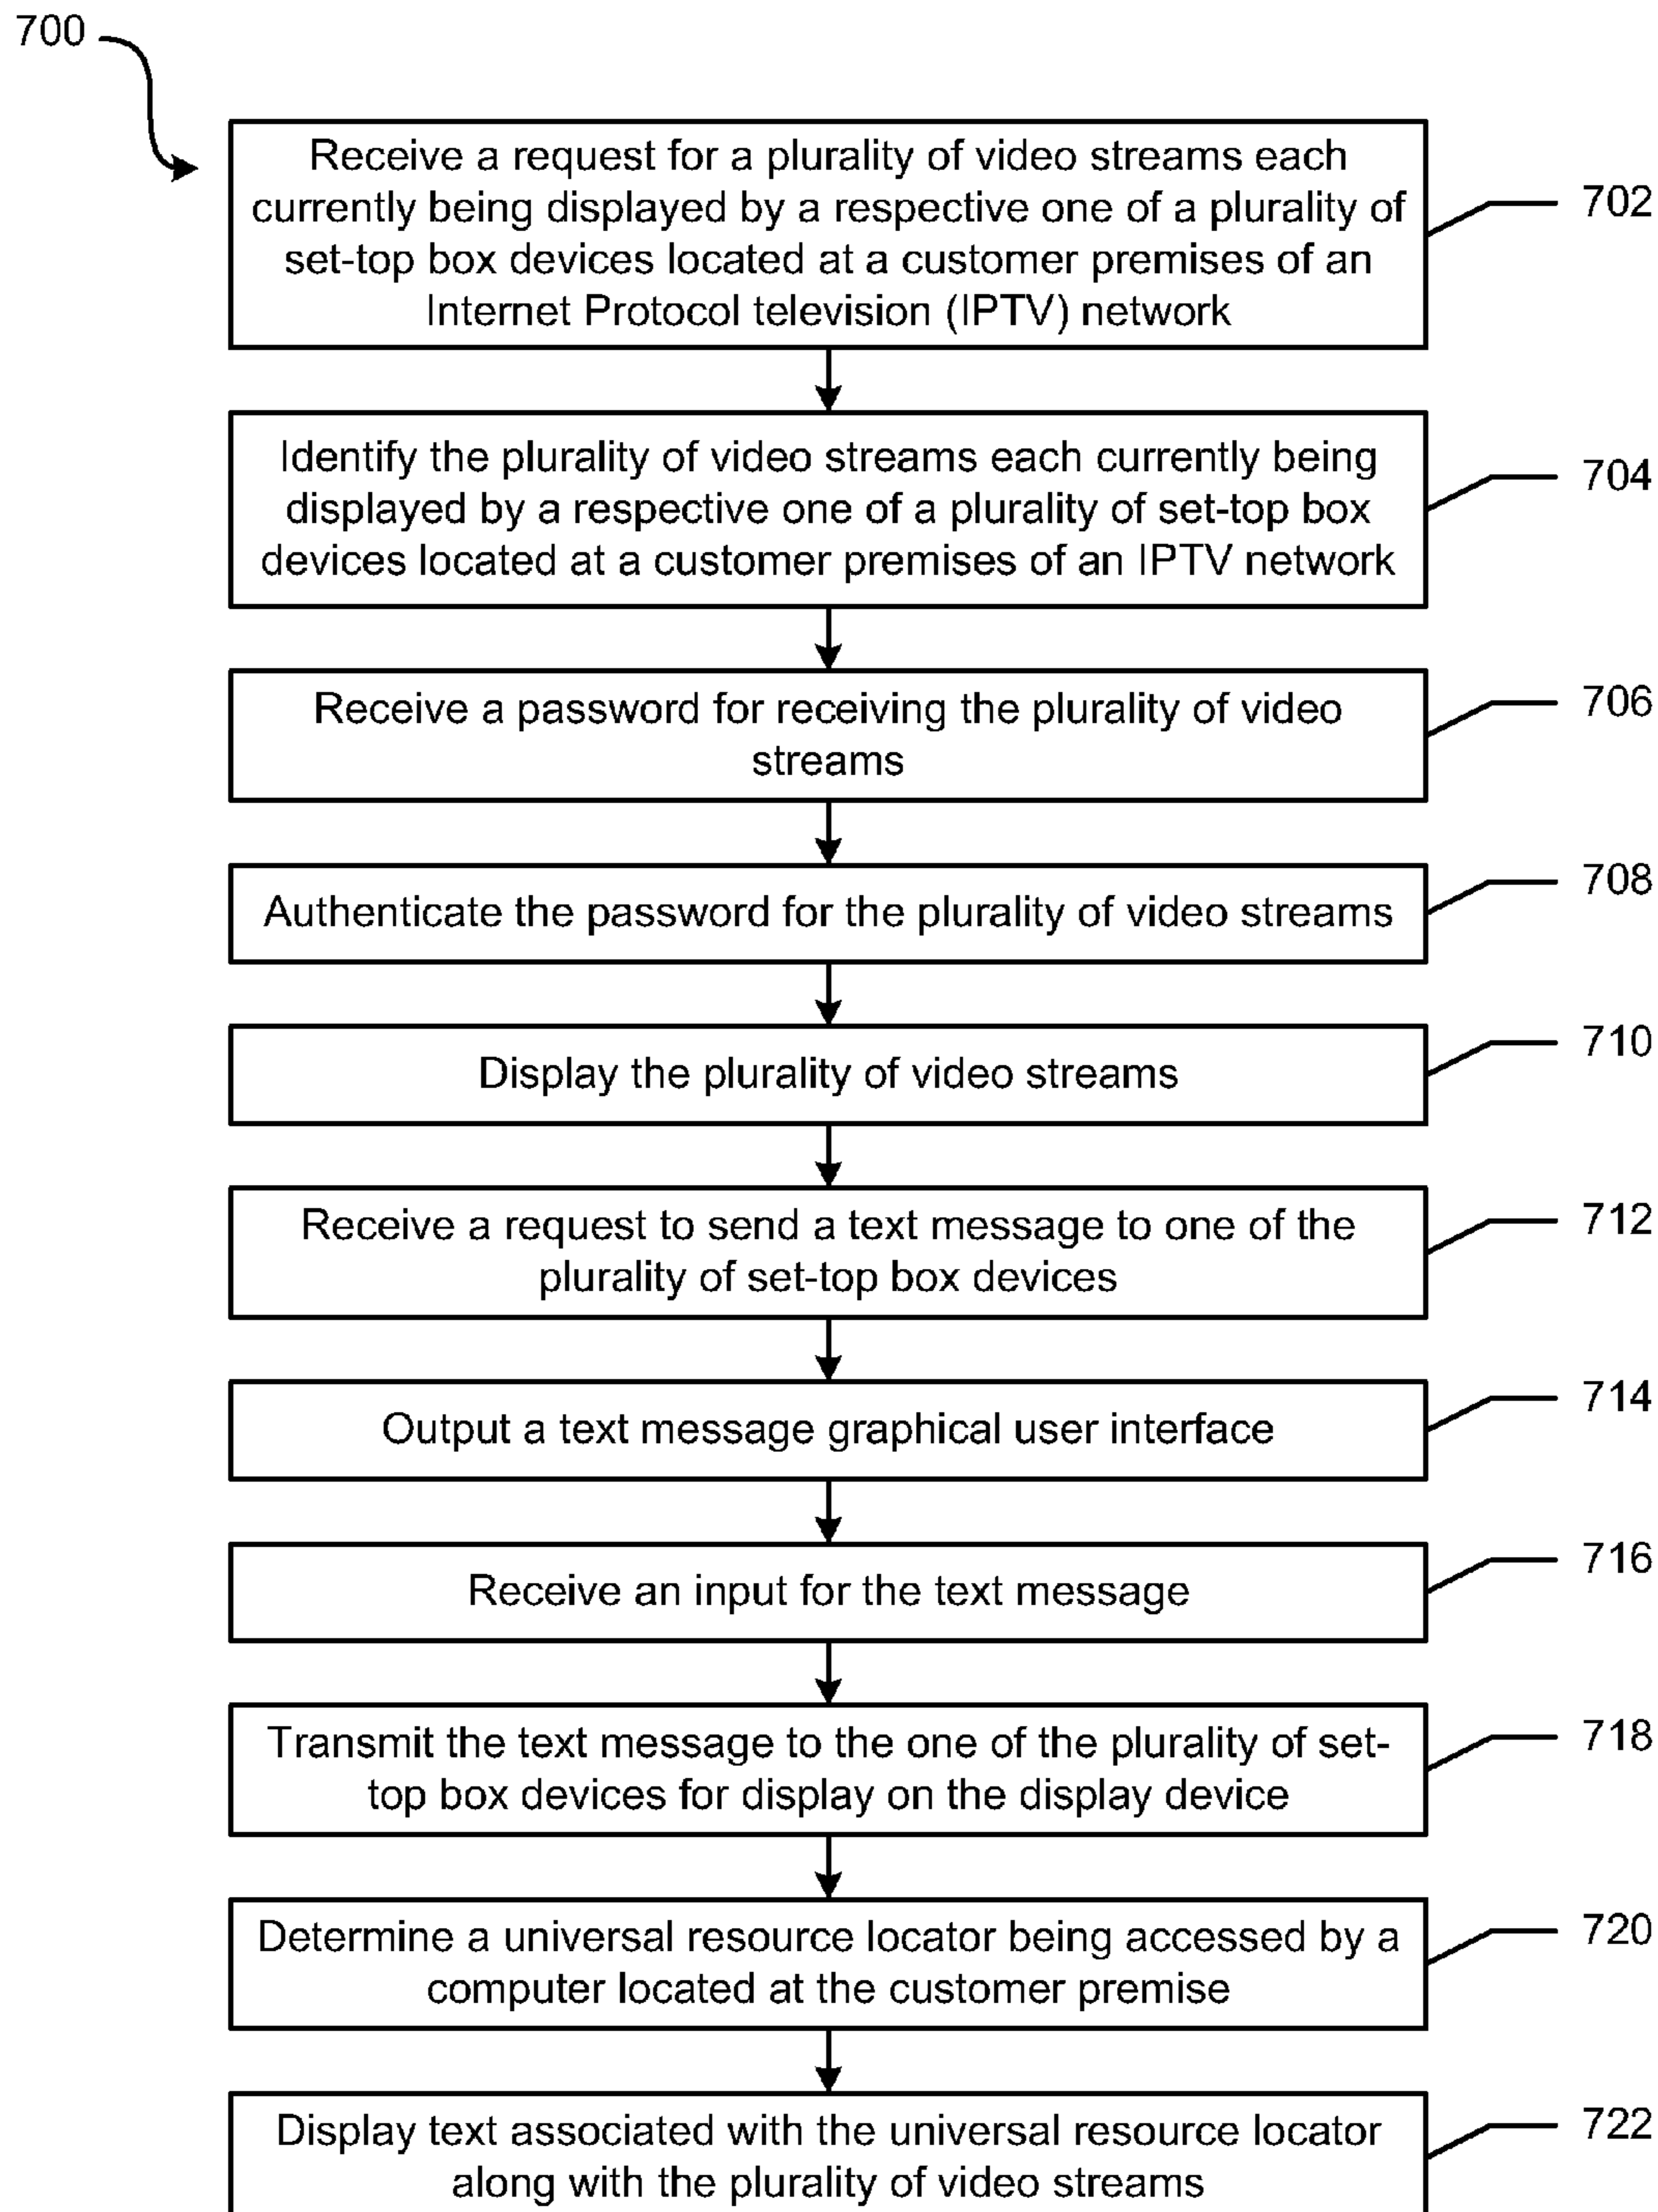 700
Receive a request for a plurality of video streams each
currently being displayed by a respective one of a plurality of
set-top box devices located at a customer premises of an
Internet Protocol television (IPTV) network
702
Identify the plurality of video streams each currently being
displayed by a respective one of a plurality of set-top box
devices located at a customer premises of an IPTV network
704
Receive a password for receiving the plurality of video
streams
706
Authenticate the password for the plurality of video streams
708
Display the plurality of video streams
710
Receive a request to send a text message to one of the
plurality of set-top box devices
712
Output a text message graphical user interface
714
Receive an input for the text message
716
Transmit the text message to the one of the plurality of set-
top box devices for display on the display device
718
Determine a universal resource locator being accessed by a
computer located at the customer premise
720
Display text associated with the universal resource locator
along with the plurality of video streams
722